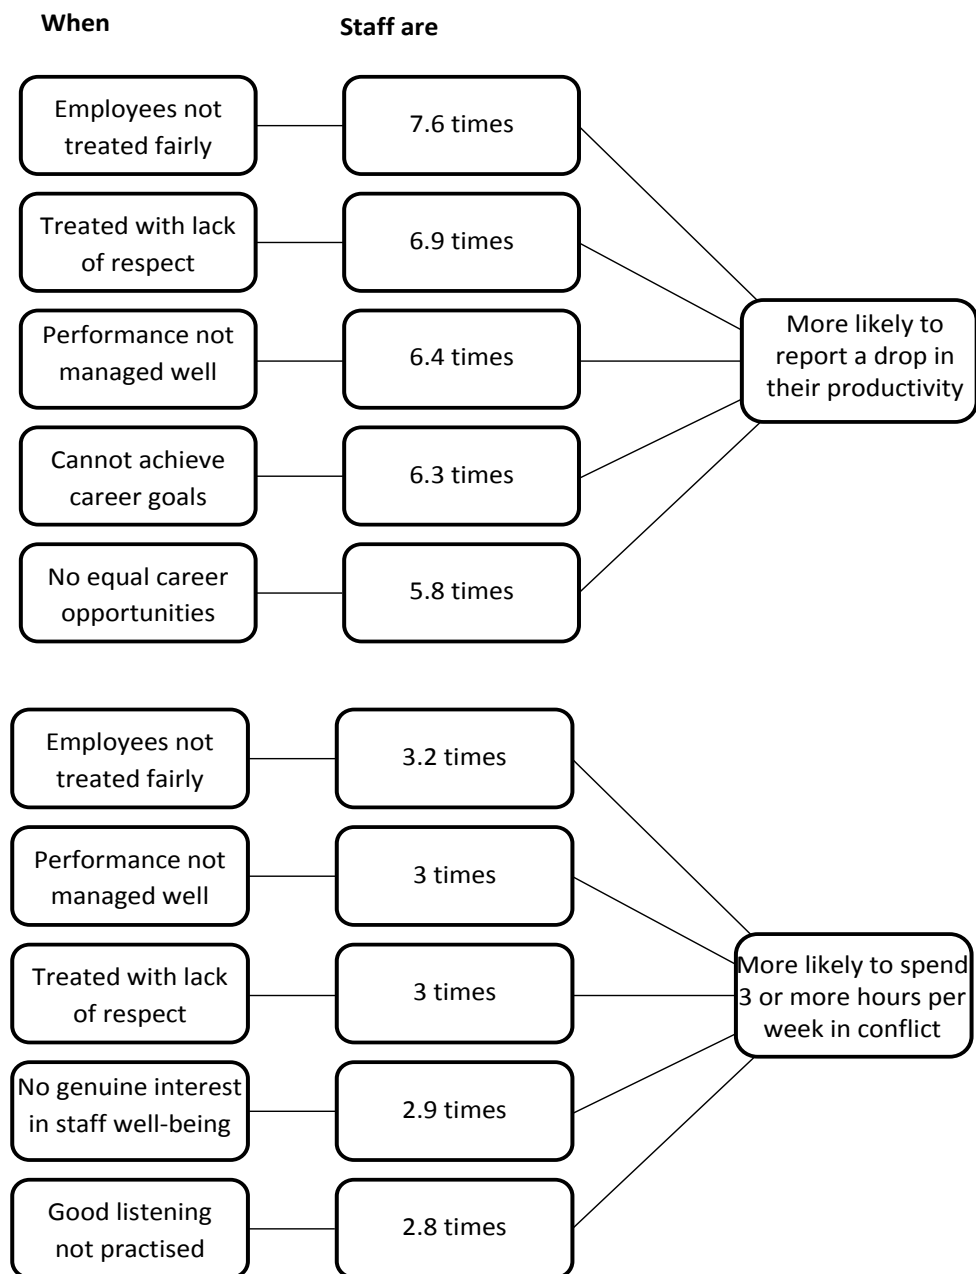 When
Staff are
Employees not
treated fairly
7.6 times
Treated with lack
of respect
6.9 times
Performance not
managed well
6.4 times
Cannot achieve
career goals
6.3 times
No equal career
opportunities
5.8 times
More likely to
report a drop in
their productivity
Employees not
treated fairly
3.2 times
Performance not
managed well
3 times
Treated with lack
of respect
3 times
No genuine interest
in staff well-being
2.9 times
Good listening
not practised
2.8 times
More likely to spend
3 or more hours per
week in conflict